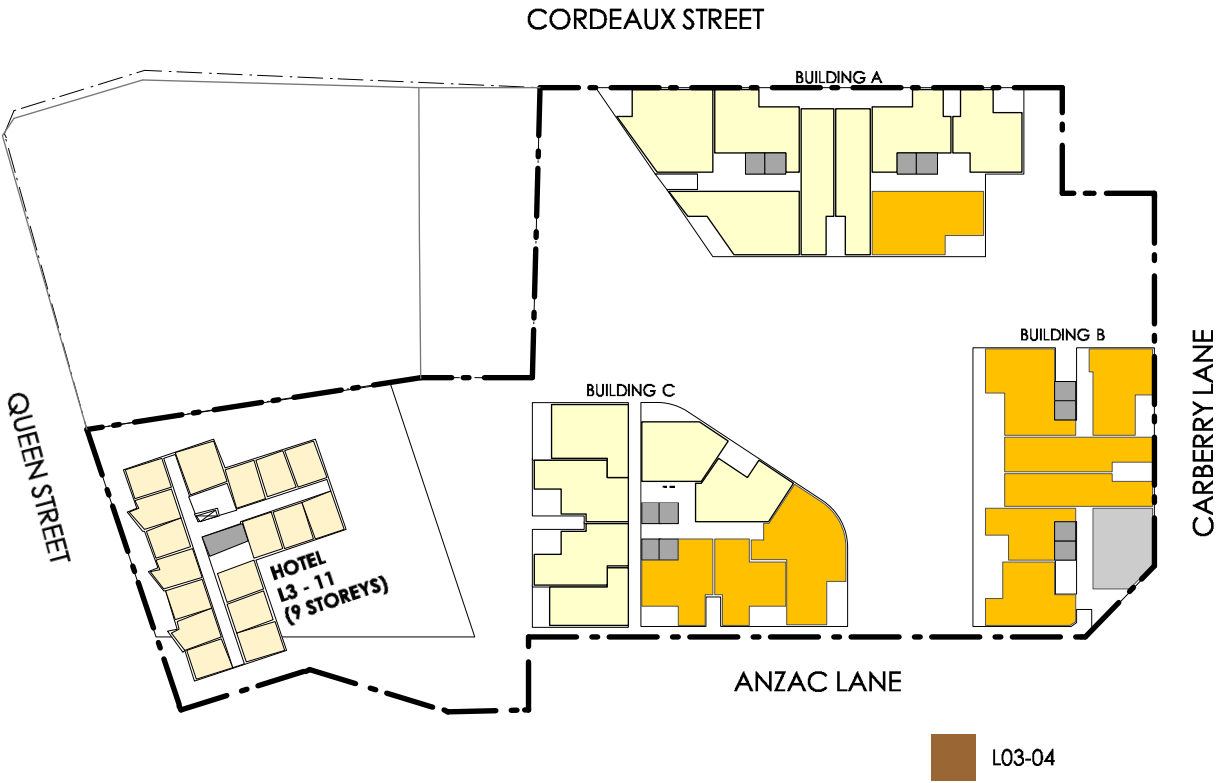 CORDEAUX STREET
BUILDING A
BUILDING B
CARBERRY LANE
BUILDING C
QUEEN STREET
HOTEL
L3 - 11
(9 STOREYS)
ANZAC LANE
L03-04